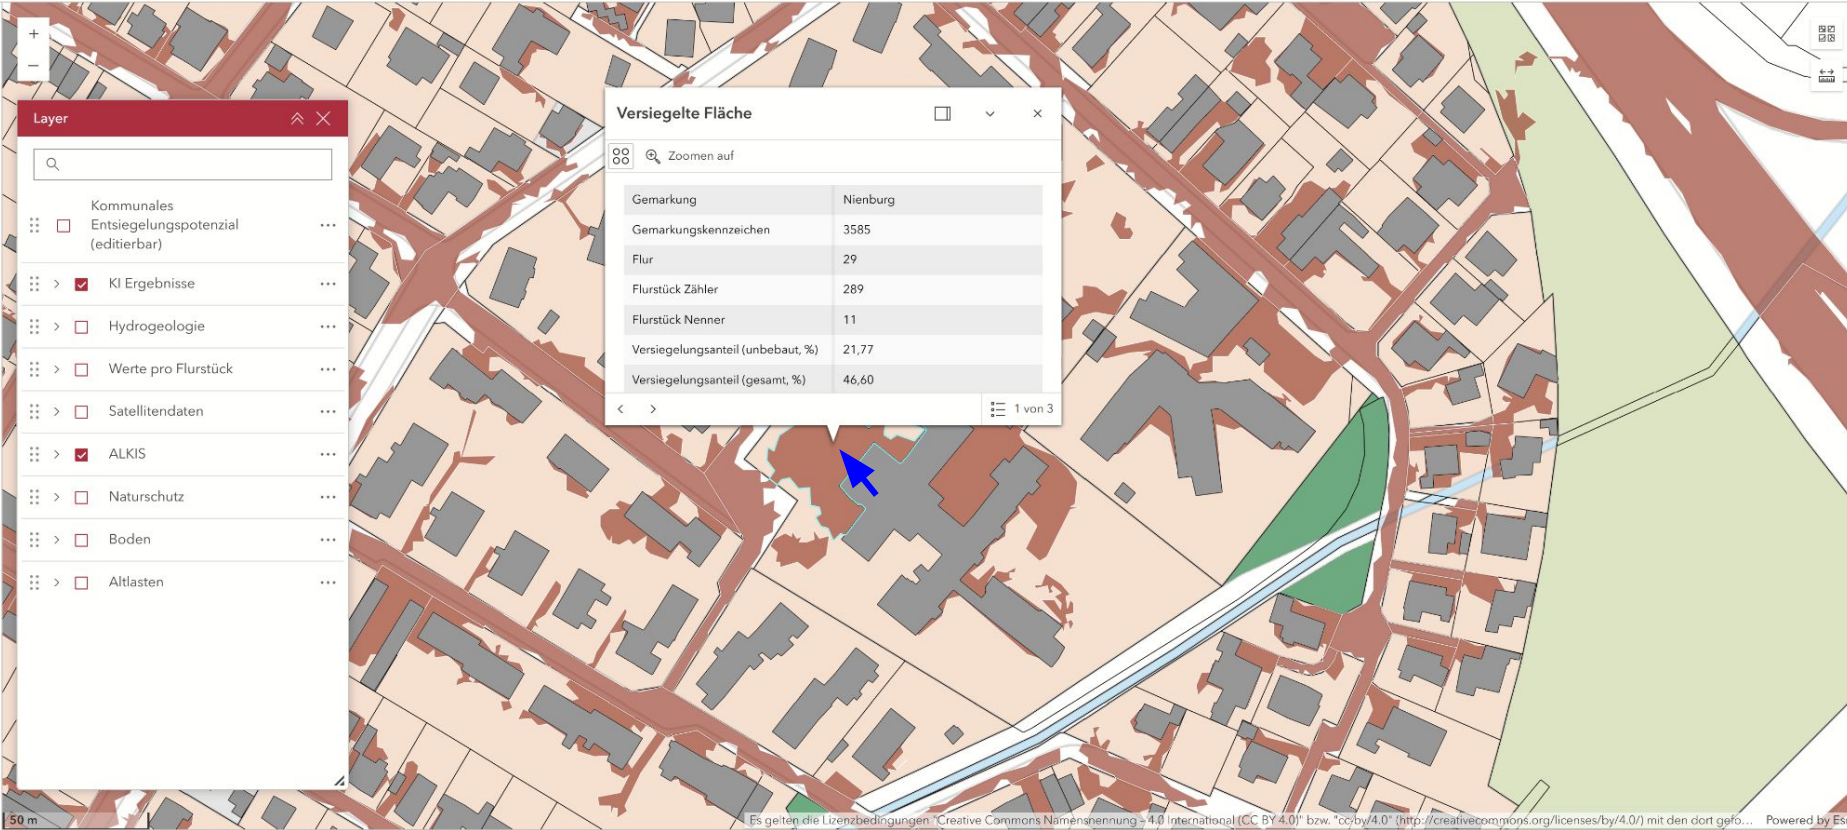 +
−
Layer
Kommunales
Entsiegelungspotenzial
(editierbar)
KI Ergebnisse
Hydrogeologie
Werte pro Flurstück
Satellitendaten
ALKIS
Naturschutz
Boden
Altlasten
Versiegelte Fläche
Zoomen auf
Gemarkung Nienburg
Gemarkungskennzeichen 3585
Flur 29
Flurstück Zähler 289
Flurstück Nenner 11
Versiegelungsanteil (unbebaut, %) 21,77
Versiegelungsanteil (gesamt, %) 46,60
1 von 3
50 m
Es gelten die Lizenzbedingungen "Creative Commons Namensnennung – 4.0 International (CC BY 4.0)" bzw. "cc-by/4.0" (http://creativecommons.org/licenses/by/4.0/) mit den dort gefo... Powered by Es